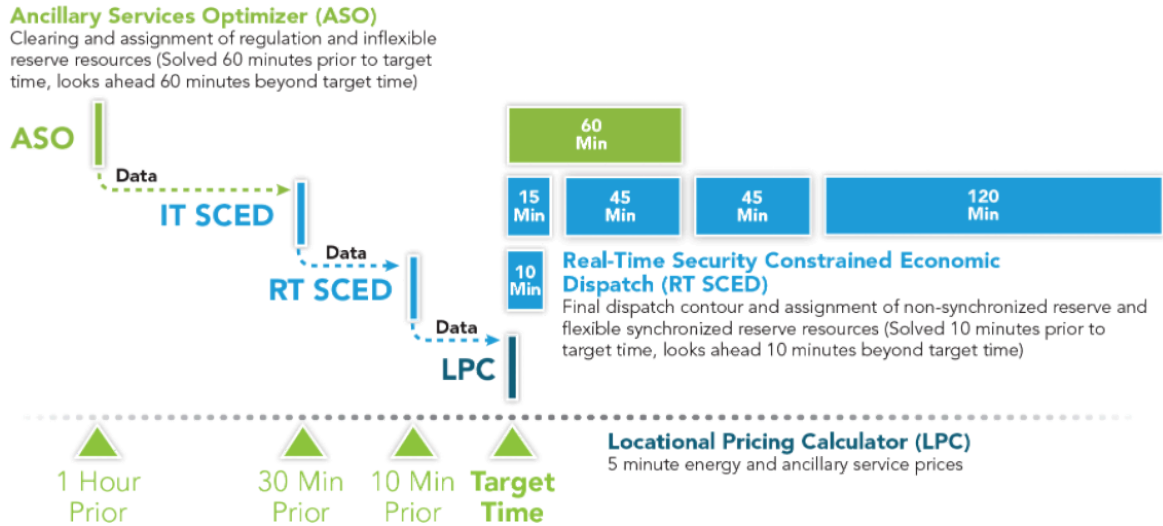 Ancillary Services Optimizer (ASO)
Clearing and assignment of regulation and inflexible
reserve resources (Solved 60 minutes prior to target
time, looks ahead 60 minutes beyond target time)
ASO
60
Min
Data
15
Min
45
Min
45
Min
120
Min
IT SCED
Data
10
Min
Real-Time Security Constrained Economic
Dispatch (RT SCED)
Final dispatch contour and assignment of non-synchronized reserve and
flexible synchronized reserve resources (Solved 10 minutes prior to
target time, looks ahead 10 minutes beyond target time)
RT SCED
Data
LPC
Locational Pricing Calculator (LPC)
5 minute energy and ancillary service prices
1 Hour
Prior
30 Min
Prior
10 Min
Prior
Target
Time